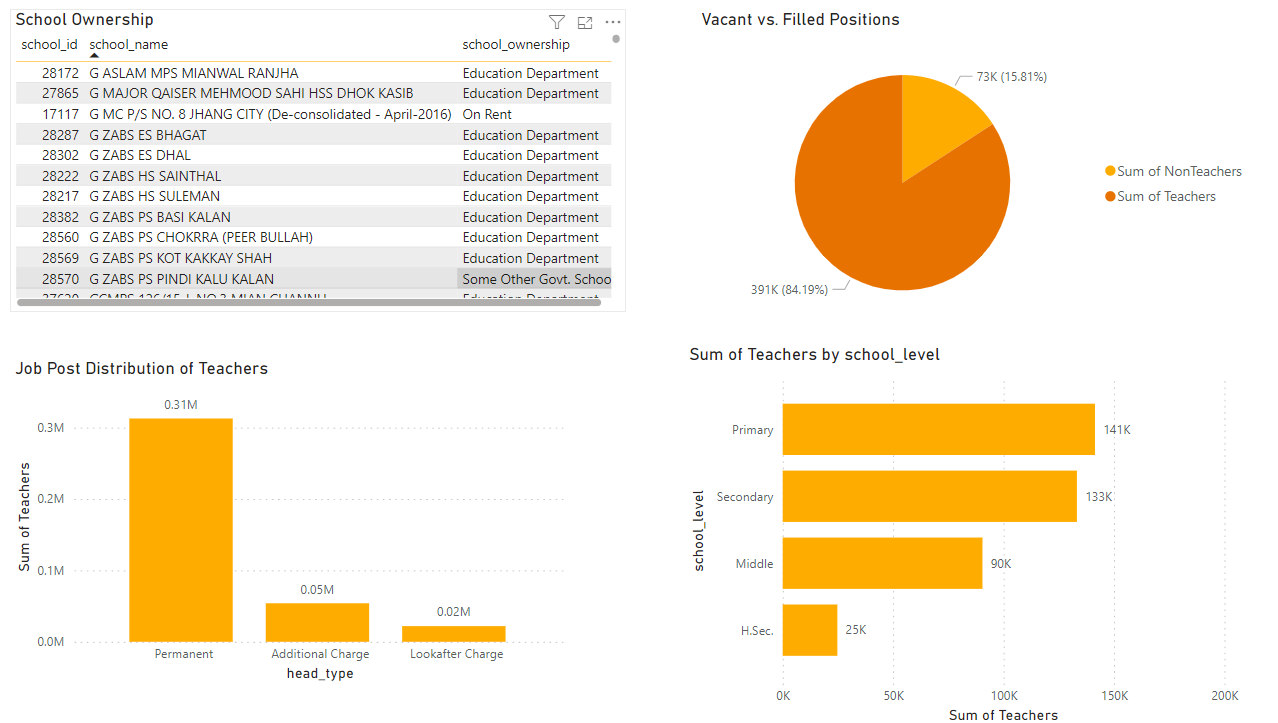 School Ownership
school_id school_name school_ownership
28172 G ASLAM MPS MIANWAL RANJHA Education Department
27865 G MAJOR QAISER MEHMOOD SAHI HSS DHOK KASIB Education Department
17117 G MC P/S NO. 8 JHANG CITY (De-consolidated - April-2016) On Rent
28287 G ZABS ES BHAGAT Education Department
28302 G ZABS ES DHAL Education Department
28222 G ZABS HS SAINTHAL Education Department
28217 G ZABS HS SULEMAN Education Department
28382 G ZABS PS BASI KALAN Education Department
28560 G ZABS PS CHOKRRA (PEER BULLAH) Education Department
28569 G ZABS PS KOT KAKKAY SHAH Education Department
28570 G ZABS PS PINDI KALU KALAN Some Other Govt. Schoo
Vacant vs. Filled Positions
73K (15.81%)
391K (84.19%)
Sum of NonTeachers
Sum of Teachers
Job Post Distribution of Teachers
Sum of Teachers
0.3M
0.2M
0.1M
0.0M
0.31M
0.05M
0.02M
Permanent Additional Charge Lookafter Charge
head_type
Sum of Teachers by school_level
school_level
Primary 141K
Secondary 133K
Middle 90K
H.Sec. 25K
0K 50K 100K 150K 200K
Sum of Teachers